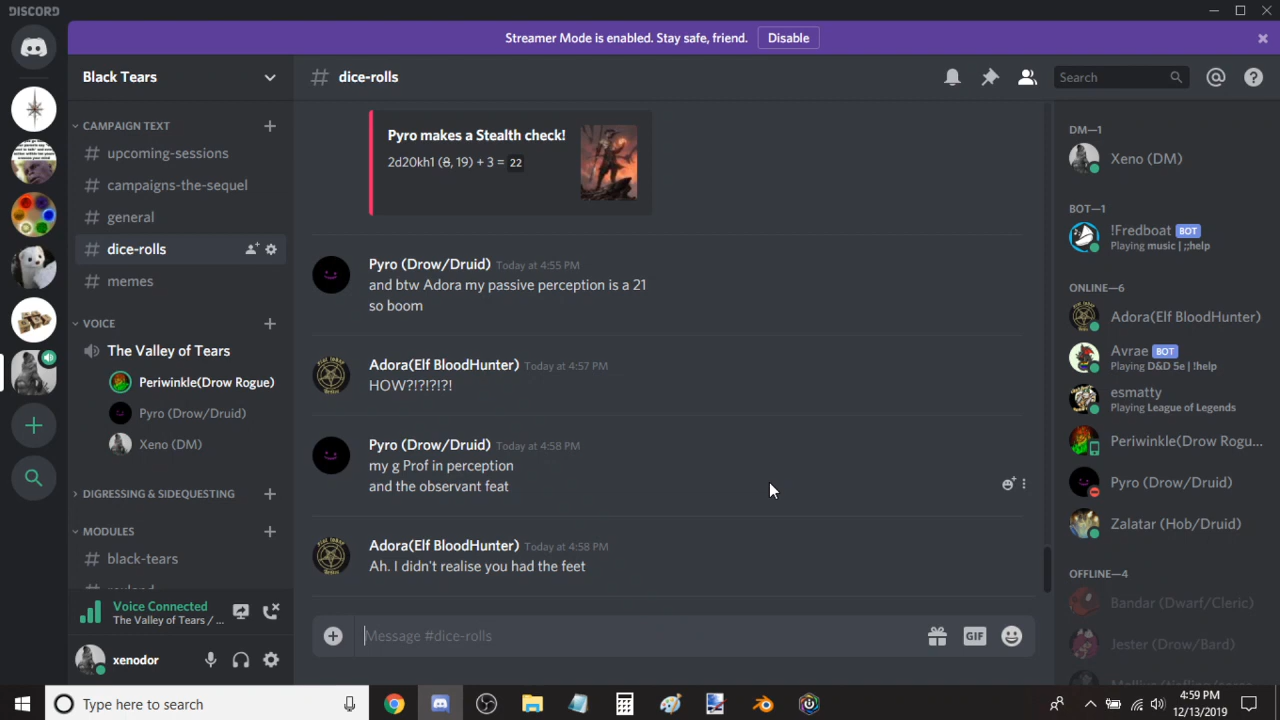 DISCORD
Streamer Mode is enabled. Stay safe, friend. Disable
Black Tears
dice-rolls
Search
CAMPAIGN TEXT
upcoming-sessions
campaigns-the-sequel
general
dice-rolls
memes
VOICE
The Valley of Tears
Periwinkle(Drow Rogue)
Pyro (Drow/Druid)
Xeno (DM)
DIGRESSING & SIDEQUESTING
MODULES
black-tears
Voice Connected
The Valley of Tears / ...
xenodor
Pyro makes a Stealth check!
2d20kh1 (8, 19) + 3 = 22
Pyro (Drow/Druid) Today at 4:55 PM
and btw Adora my passive perception is a 21
so boom
Adora(Elf BloodHunter) Today at 4:57 PM
HOW?!?!?!?!
Pyro (Drow/Druid) Today at 4:58 PM
my g Prof in perception
and the observant feat
Adora(Elf BloodHunter) Today at 4:58 PM
Ah. I didn't realise you had the feet
Message #dice-rolls
GIF
DM—1
Xeno (DM)
BOT—1
!Fredboat BOT
Playing music | ;;help
ONLINE—6
Adora(Elf BloodHunter)
Avrae BOT
Playing D&D 5e | !help
esmatty
Playing League of Legends
Periwinkle(Drow Rogu...
Pyro (Drow/Druid)
Zalatar (Hob/Druid)
OFFLINE—4
Bandar (Dwarf/Cleric)
Jester (Drow/Bard)
Type here to search
4:59 PM
12/13/2019